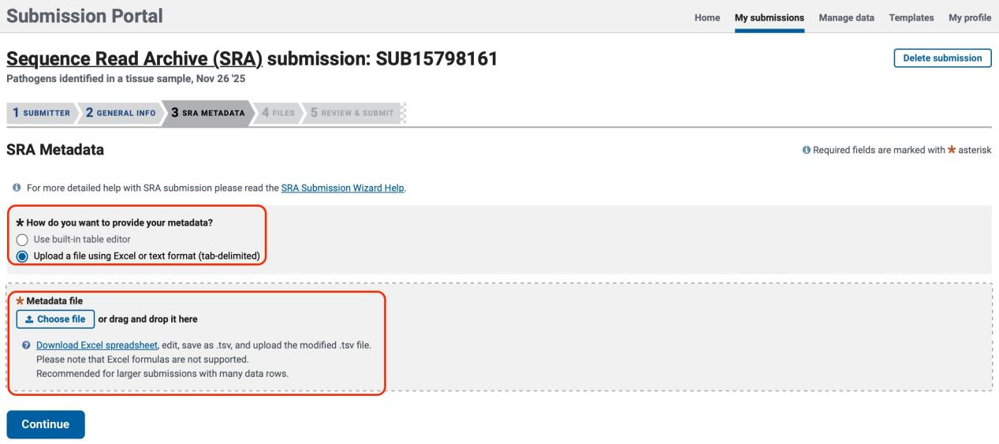 Submission Portal
Home My submissions Manage data Templates My profile
Sequence Read Archive (SRA) submission: SUB15798161
Delete submission
Pathogens identified in a tissue sample, Nov 26 '25
1 SUBMITTER 2 GENERAL INFO 3 SRA METADATA 4 FILES 5 REVIEW & SUBMIT
SRA Metadata
Required fields are marked with * asterisk
For more detailed help with SRA submission please read the SRA Submission Wizard Help.
* How do you want to provide your metadata?
Use built-in table editor
Upload a file using Excel or text format (tab-delimited)
* Metadata file
Choose file or drag and drop it here
Download Excel spreadsheet, edit, save as .tsv, and upload the modified .tsv file.
Please note that Excel formulas are not supported.
Recommended for larger submissions with many data rows.
Continue